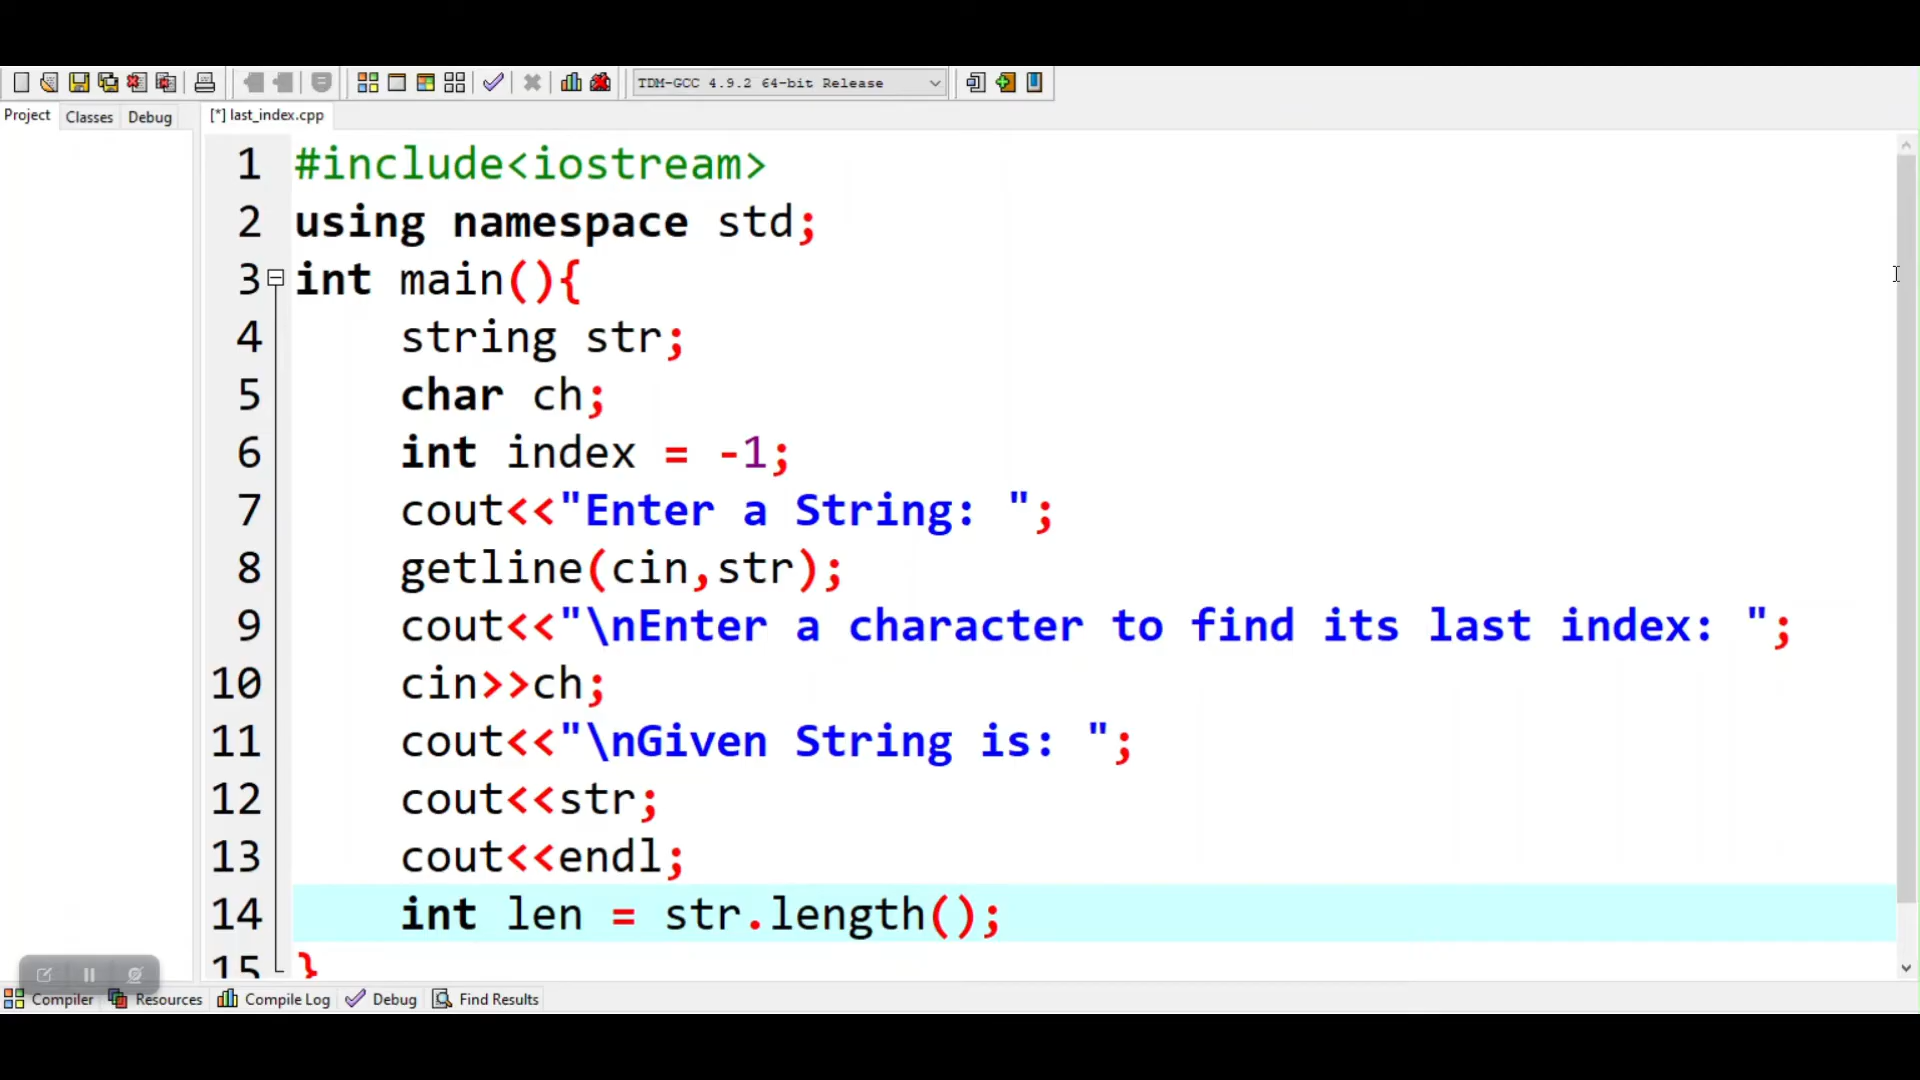 TDM-GCC 4.9.2 64-bit Release
Project Classes Debug [*] last_index.cpp
1 #include<iostream>
2 using namespace std;
3 int main(){
4 string str;
5 char ch;
6 int index = -1;
7 cout<<"Enter a String: ";
8 getline(cin,str);
9 cout<<"\nEnter a character to find its last index: ";
10 cin>>ch;
11 cout<<"\nGiven String is: ";
12 cout<<str;
13 cout<<endl;
14 int len = str.length();
15 }
Compiler Resources Compile Log Debug Find Results